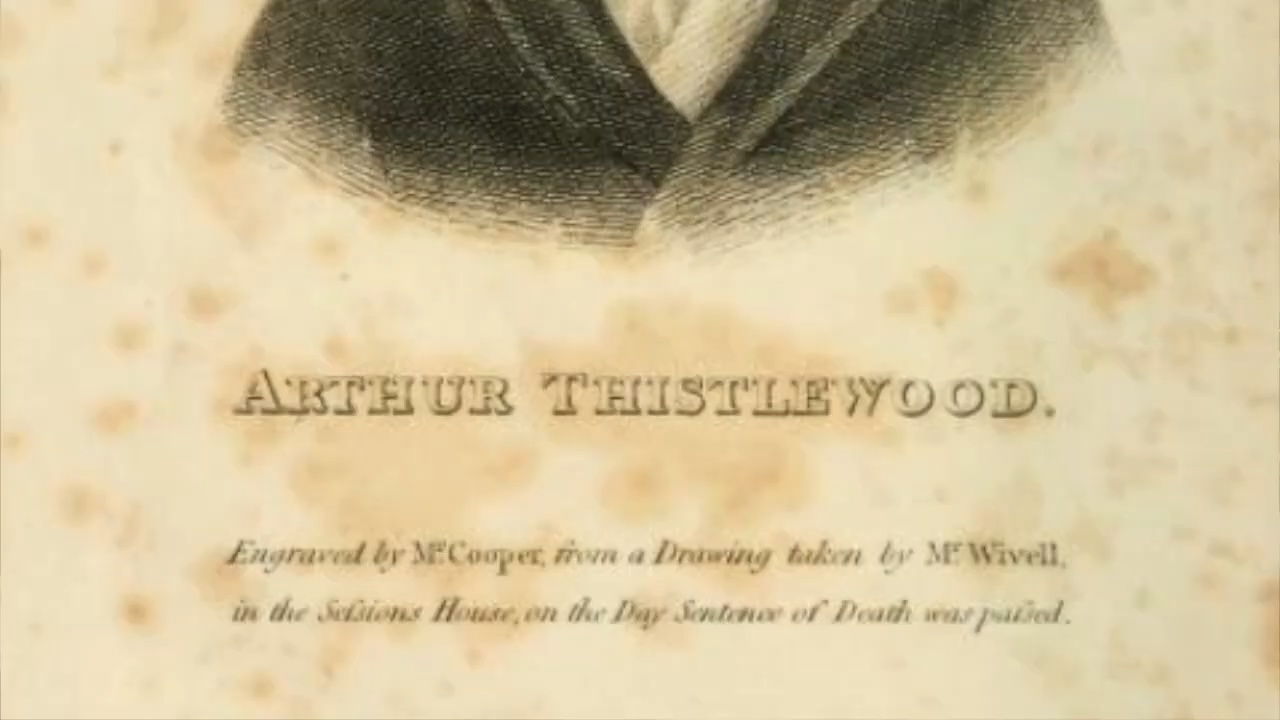 ARTHUR THISTLEWOOD.
Engraved by Mr. Cooper, from a Drawing taken by Mr. Wivell,
in the Seſsions House, on the Day Sentence of Death was paſsed.